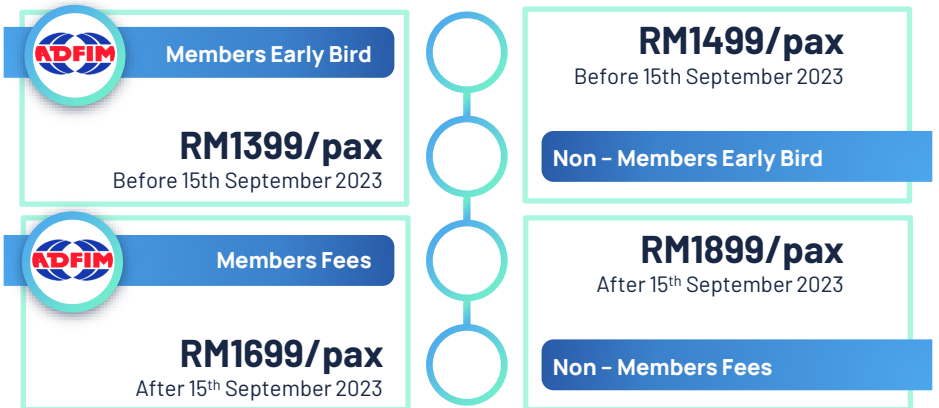 ADFIM
Members Early Bird
RM1399/pax
Before 15th September 2023
RM1499/pax
Before 15th September 2023
Non – Members Early Bird
ADFIM
Members Fees
RM1699/pax
After 15th September 2023
RM1899/pax
After 15th September 2023
Non – Members Fees